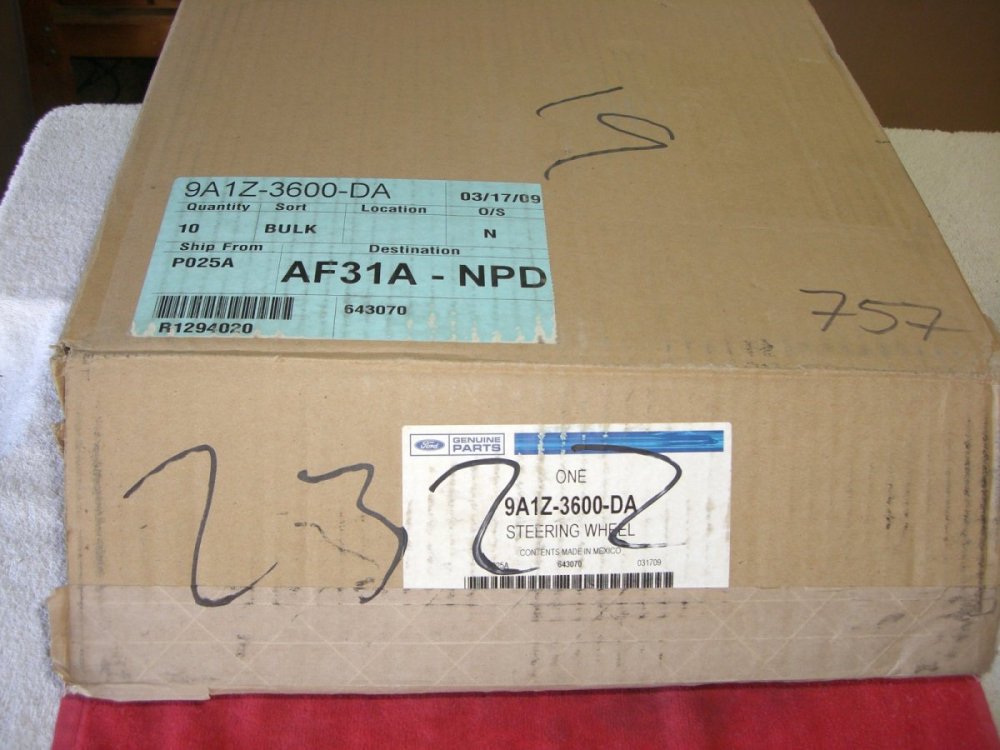 9A1Z-3600-DA 03/17/09
Quantity Sort Location O/S
10 BULK N
Ship From Destination
P025A AF31A - NPD
643070
R1294020
757
Ford GENUINE PARTS
ONE
9A1Z-3600-DA
STEERING WHEEL
CONTENTS MADE IN MEXICO
643070 031709
2322